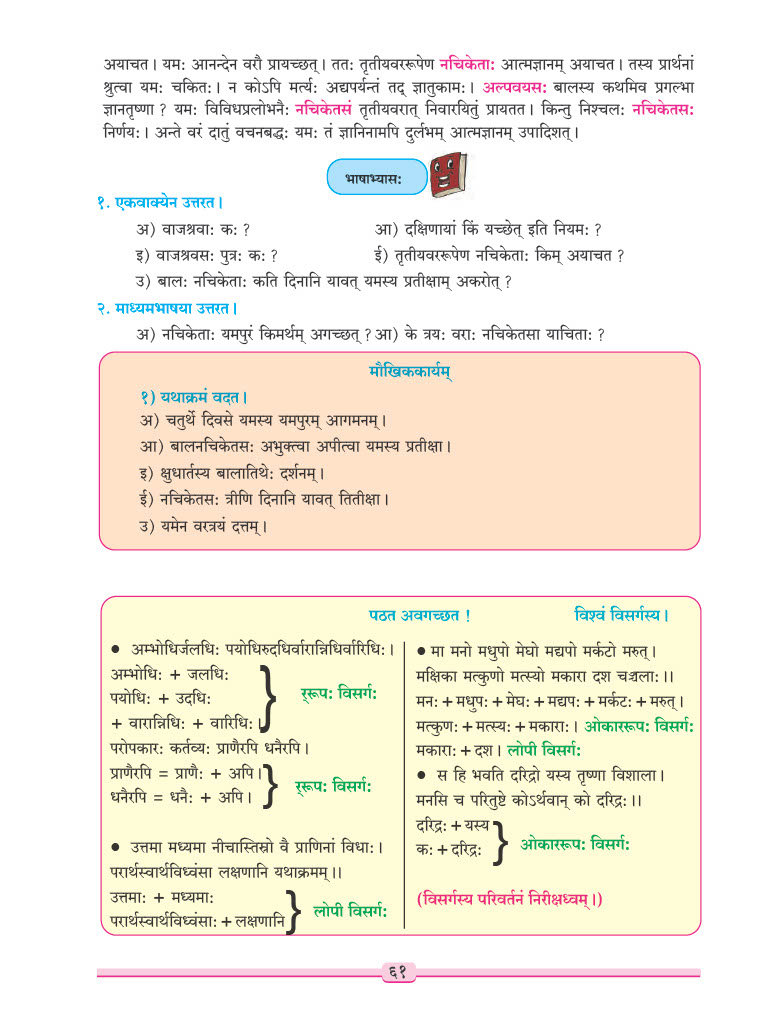 अयाचत। यमः आनन्देन वरौ प्रायच्छत्। ततः तृतीयवररूपेण नचिकेताः आत्मज्ञानम् अयाचत। तस्य प्रार्थनां
श्रुत्वा यमः चकितः। न कोऽपि मर्त्यः अद्यपर्यन्तं तद् ज्ञातुकामः। अल्पवयसः बालस्य कथमिव प्रगल्भा
ज्ञानतृष्णा ? यमः विविधप्रलोभनैः नचिकेतसं तृतीयवरात् निवारयितुं प्रायतत। किन्तु निश्चलः नचिकेतसः
निर्णयः। अन्ते वरं दातुं वचनबद्धः यमः तं ज्ञानिनामपि दुर्लभम् आत्मज्ञानम् उपादिशत्।
भाषाभ्यासः
१. एकवाक्येन उत्तरत।
अ) वाजश्रवाः कः ? आ) दक्षिणायां किं यच्छेत् इति नियमः ?
इ) वाजश्रवसः पुत्रः कः ? ई) तृतीयवररूपेण नचिकेताः किम् अयाचत ?
उ) बालः नचिकेताः कति दिनानि यावत् यमस्य प्रतीक्षाम् अकरोत् ?
२. माध्यमभाषया उत्तरत।
अ) नचिकेताः यमपुरं किमर्थम् अगच्छत् ? आ) के त्रयः वराः नचिकेतसा याचिताः ?
मौखिककार्यम्
१) यथाक्रमं वदत।
अ) चतुर्थे दिवसे यमस्य यमपुरम् आगमनम्।
आ) बालनचिकेतसः अभुक्त्वा अपीत्वा यमस्य प्रतीक्षा।
इ) क्षुधार्तस्य बालातिथेः दर्शनम्।
ई) नचिकेतसः त्रीणि दिनानि यावत् तितीक्षा।
उ) यमेन वरत्रयं दत्तम्।
पठत अवगच्छत ! विश्वं विसर्गस्य।
● अम्भोधिर्जलधिः पयोधिरुदधिर्वारान्निधिर्वारिधिः।
अम्भोधिः + जलधिः
पयोधिः + उदधिः
+ वारान्निधिः + वारिधिः।
र्‌रूपः विसर्गः
परोपकारः कर्तव्यः प्राणैरपि धनैरपि।
प्राणैरपि = प्राणैः + अपि।
धनैरपि = धनैः + अपि।
र्‌रूपः विसर्गः
● उत्तमा मध्यमा नीचास्तिस्रो वै प्राणिनां विधाः।
परार्थस्वार्थविध्वंसा लक्षणानि यथाक्रमम्।।
उत्तमाः + मध्यमाः
परार्थस्वार्थविध्वंसाः + लक्षणानि
लोपी विसर्गः
● मा मनो मधुपो मेघो मद्यपो मर्कटो मरुत्।
मक्षिका मत्कुणो मत्स्यो मकारा दश चञ्चलाः।।
मनः + मधुपः + मेघः + मद्यपः + मर्कटः + मरुत्।
मत्कुणः + मत्स्यः + मकाराः। ओकाररूपः विसर्गः
मकाराः + दश। लोपी विसर्गः
● स हि भवति दरिद्रो यस्य तृष्णा विशाला।
मनसि च परितुष्टे कोऽर्थवान् को दरिद्रः।।
दरिद्रः + यस्य
कः + दरिद्रः
ओकाररूपः विसर्गः
(विसर्गस्य परिवर्तनं निरीक्षध्वम्।)
६१